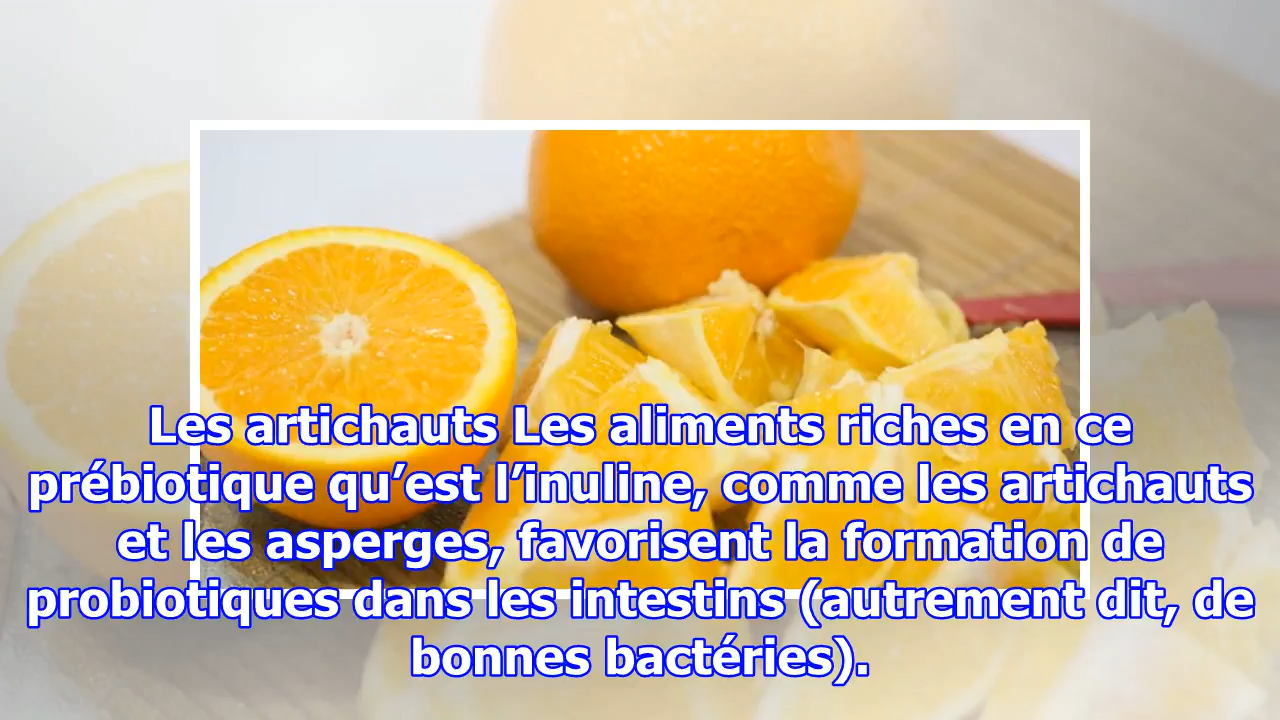 Les artichauts Les aliments riches en ce
prébiotique qu’est l’inuline, comme les artichauts
et les asperges, favorisent la formation de
probiotiques dans les intestins (autrement dit, de
bonnes bactéries).